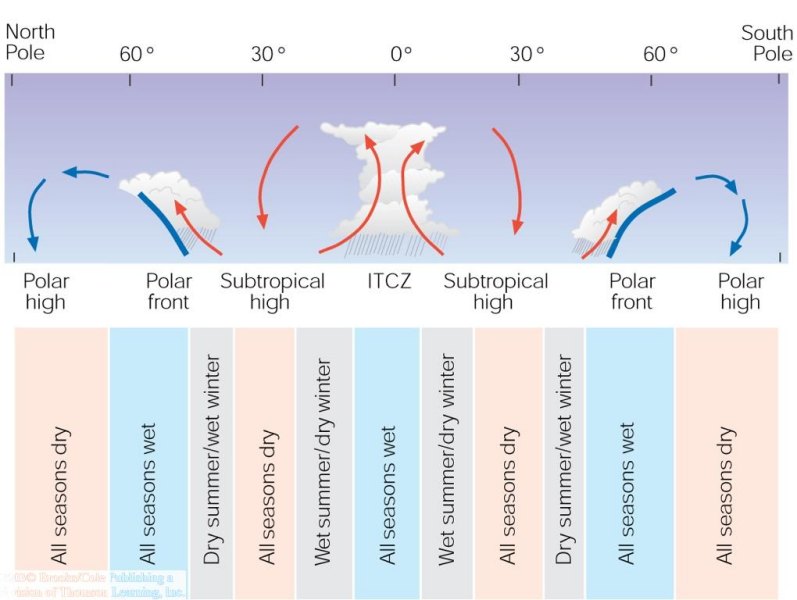 North
Pole
60°
30°
0°
30°
60°
South
Pole
Polar
high
Polar
front
Subtropical
high
ITCZ
Subtropical
high
Polar
front
Polar
high
All seasons dry
All seasons wet
Dry summer/wet winter
All seasons dry
Wet summer/dry winter
All seasons wet
Wet summer/dry winter
All seasons dry
Dry summer/wet winter
All seasons wet
All seasons dry
© Brooks/Cole Publishing a
division of Thomson Learning, Inc.